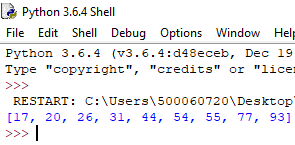 Python 3.6.4 Shell
File Edit Shell Debug Options Window Help
Python 3.6.4 (v3.6.4:d48eceb, Dec 19
Type "copyright", "credits" or "lice
>>>
RESTART: C:\Users\500060720\Desktop
[17, 20, 26, 31, 44, 54, 55, 77, 93]
>>>